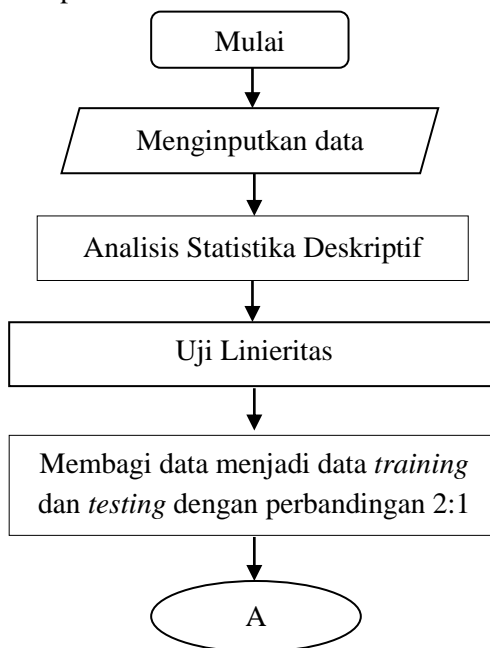 Mulai
Menginputkan data
Analisis Statistika Deskriptif
Uji Linieritas
Membagi data menjadi data training
dan testing dengan perbandingan 2:1
A